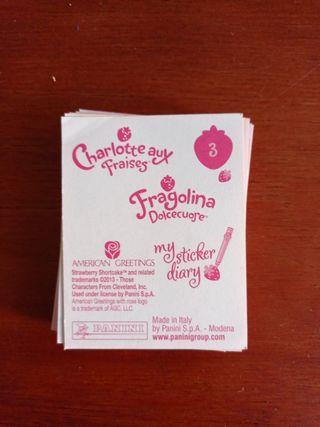 Charlotte aux
Fraises™
3
Fragolina
Dolcecuore™
my
sticker
diary
AMERICAN GREETINGS
Strawberry Shortcake™ and related
trademarks ©2013 - Those
Characters From Cleveland, Inc.
Used under license by Panini S.p.A.
American Greetings with rose logo
is a trademark of AGC, LLC.
PANINI
Made in Italy
by Panini S.p.A. - Modena
www.paninigroup.com